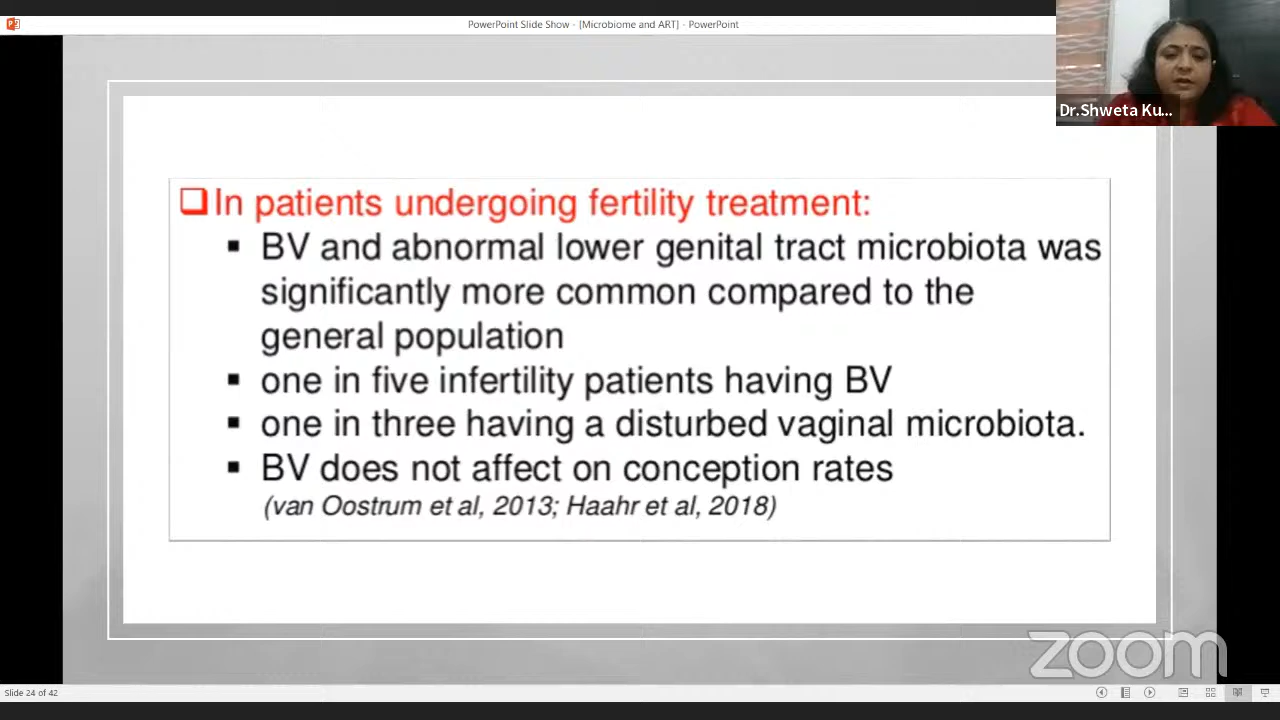 PowerPoint Slide Show - [Microbiome and ART] - PowerPoint
Dr.Shweta Ku...
In patients undergoing fertility treatment:
BV and abnormal lower genital tract microbiota was
significantly more common compared to the
general population
one in five infertility patients having BV
one in three having a disturbed vaginal microbiota.
BV does not affect on conception rates
(van Oostrum et al, 2013; Haahr et al, 2018)
zoom
Slide 24 of 42